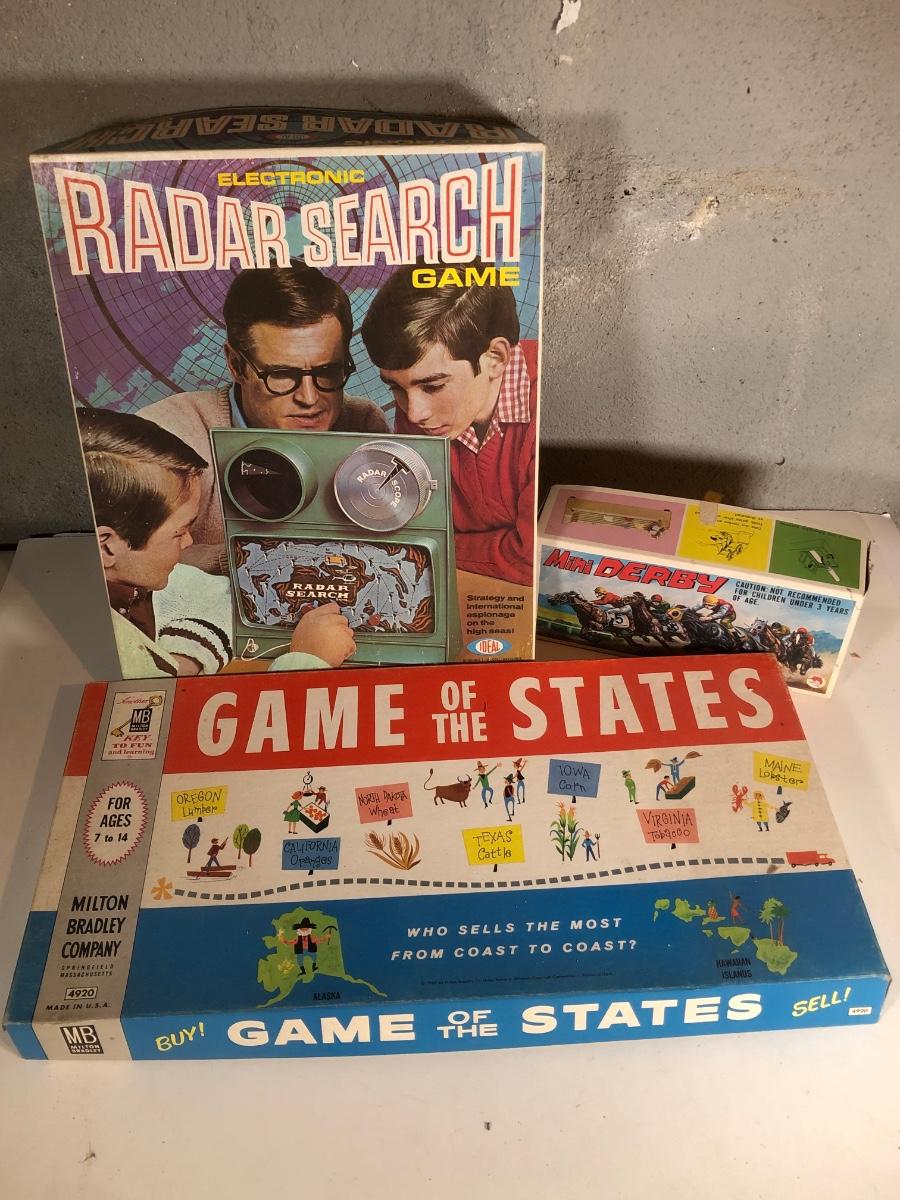 RADAR SEARCH
IDEAL
ELECTRONIC
RADAR SEARCH
GAME
RADAR SCOPE
RADAR
SEARCH
Strategy and
International
espionage
on the
high seas!
IDEAL
Mini DERBY
CAUTION: NOT RECOMMENDED
FOR CHILDREN UNDER 3 YEARS
OF AGE.
5
Another
MB
MILTON
BRADLEY
KEY
TO FUN
and learning
FOR
AGES
7 to 14
MILTON
BRADLEY
COMPANY
SPRINGFIELD
MASSACHUSETTS
4920
MADE IN U.S.A.
GAME OF THE STATES
OREGON
Lumber
CALIFORNIA
Oranges
NORTH DAKOTA
Wheat
TEXAS
Cattle
IOWA
Corn
VIRGINIA
Tobacco
MAINE
Lobster
WHO SELLS THE MOST
FROM COAST TO COAST?
ALASKA
HAWAIIAN
ISLANDS
MB
MILTON
BRADLEY
BUY!
GAME OF THE STATES
SELL!
4920